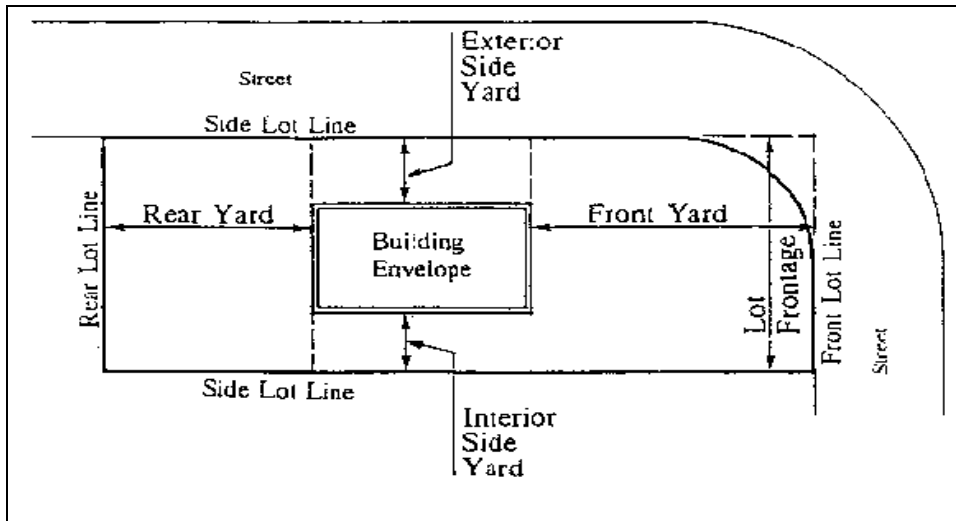 Exterior
Side
Yard
Street
Side Lot Line
Rear Lot Line
Rear Yard
Front Yard
Building
Envelope
Lot
Frontage
Front Lot Line
Street
Side Lot Line
Interior
Side
Yard